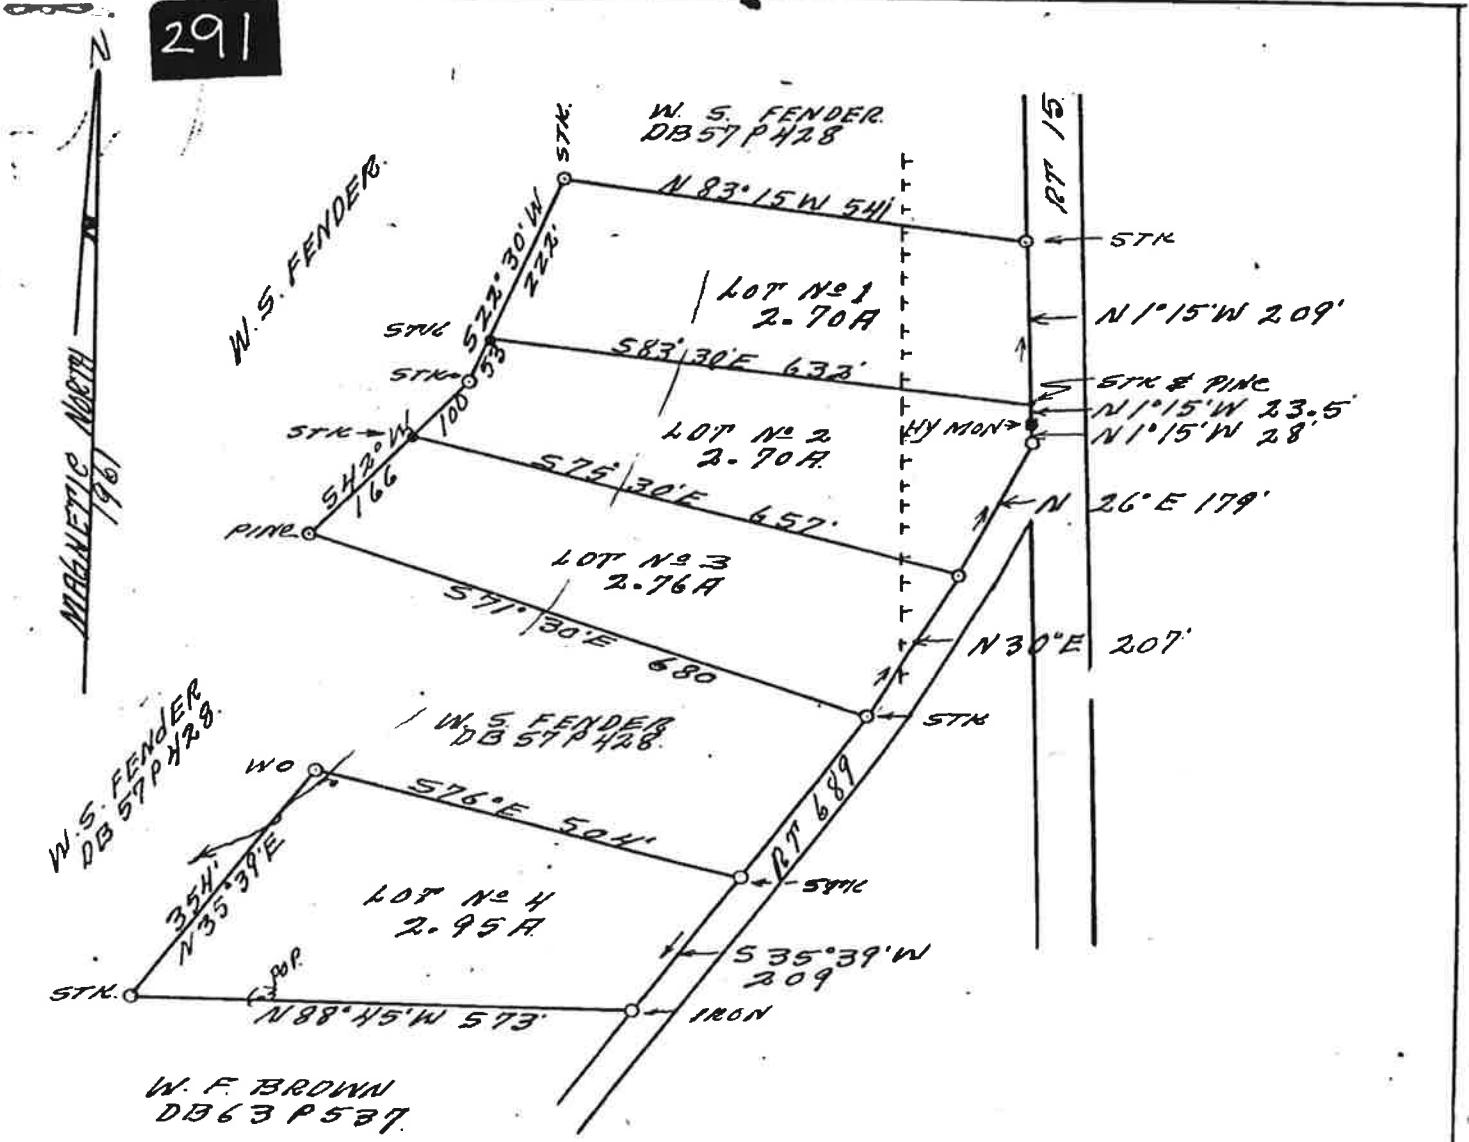 291
N
MAGNETIC NORTH
1961
W. S. FENDER.
STK.
W. S. FENDER.
DB 57 P 428
RT 15
N 83° 15 W 541'
STK
S 22° 30' W
222'
LOT Nº 1
2.70 A
N 1° 15' W 209'
S 83° 30' E 632'
53
STK
100
STK & PINE
N 1° 15' W 23.5'
HY MON
N 1° 15' W 28'
STK
LOT Nº 2
2.70 A.
S 42° W
166
S 75° 30' E 657'
N 26° E 179'
PINE
LOT Nº 3
2.76 A
S 71° 30' E 680
N 30° E 207'
STK
W. S. FENDER
DB 57 P 428.
W. S. FENDER
DB 57 P 428.
WO
S 76° E 504'
RT 689
STK
354'
N 35° 39' E
LOT Nº 4
2.95 A.
S 35° 39' W
209
STK.
POP.
N 88° 45' W 573'
IRON
W. F. BROWN
DB 63 P 537.